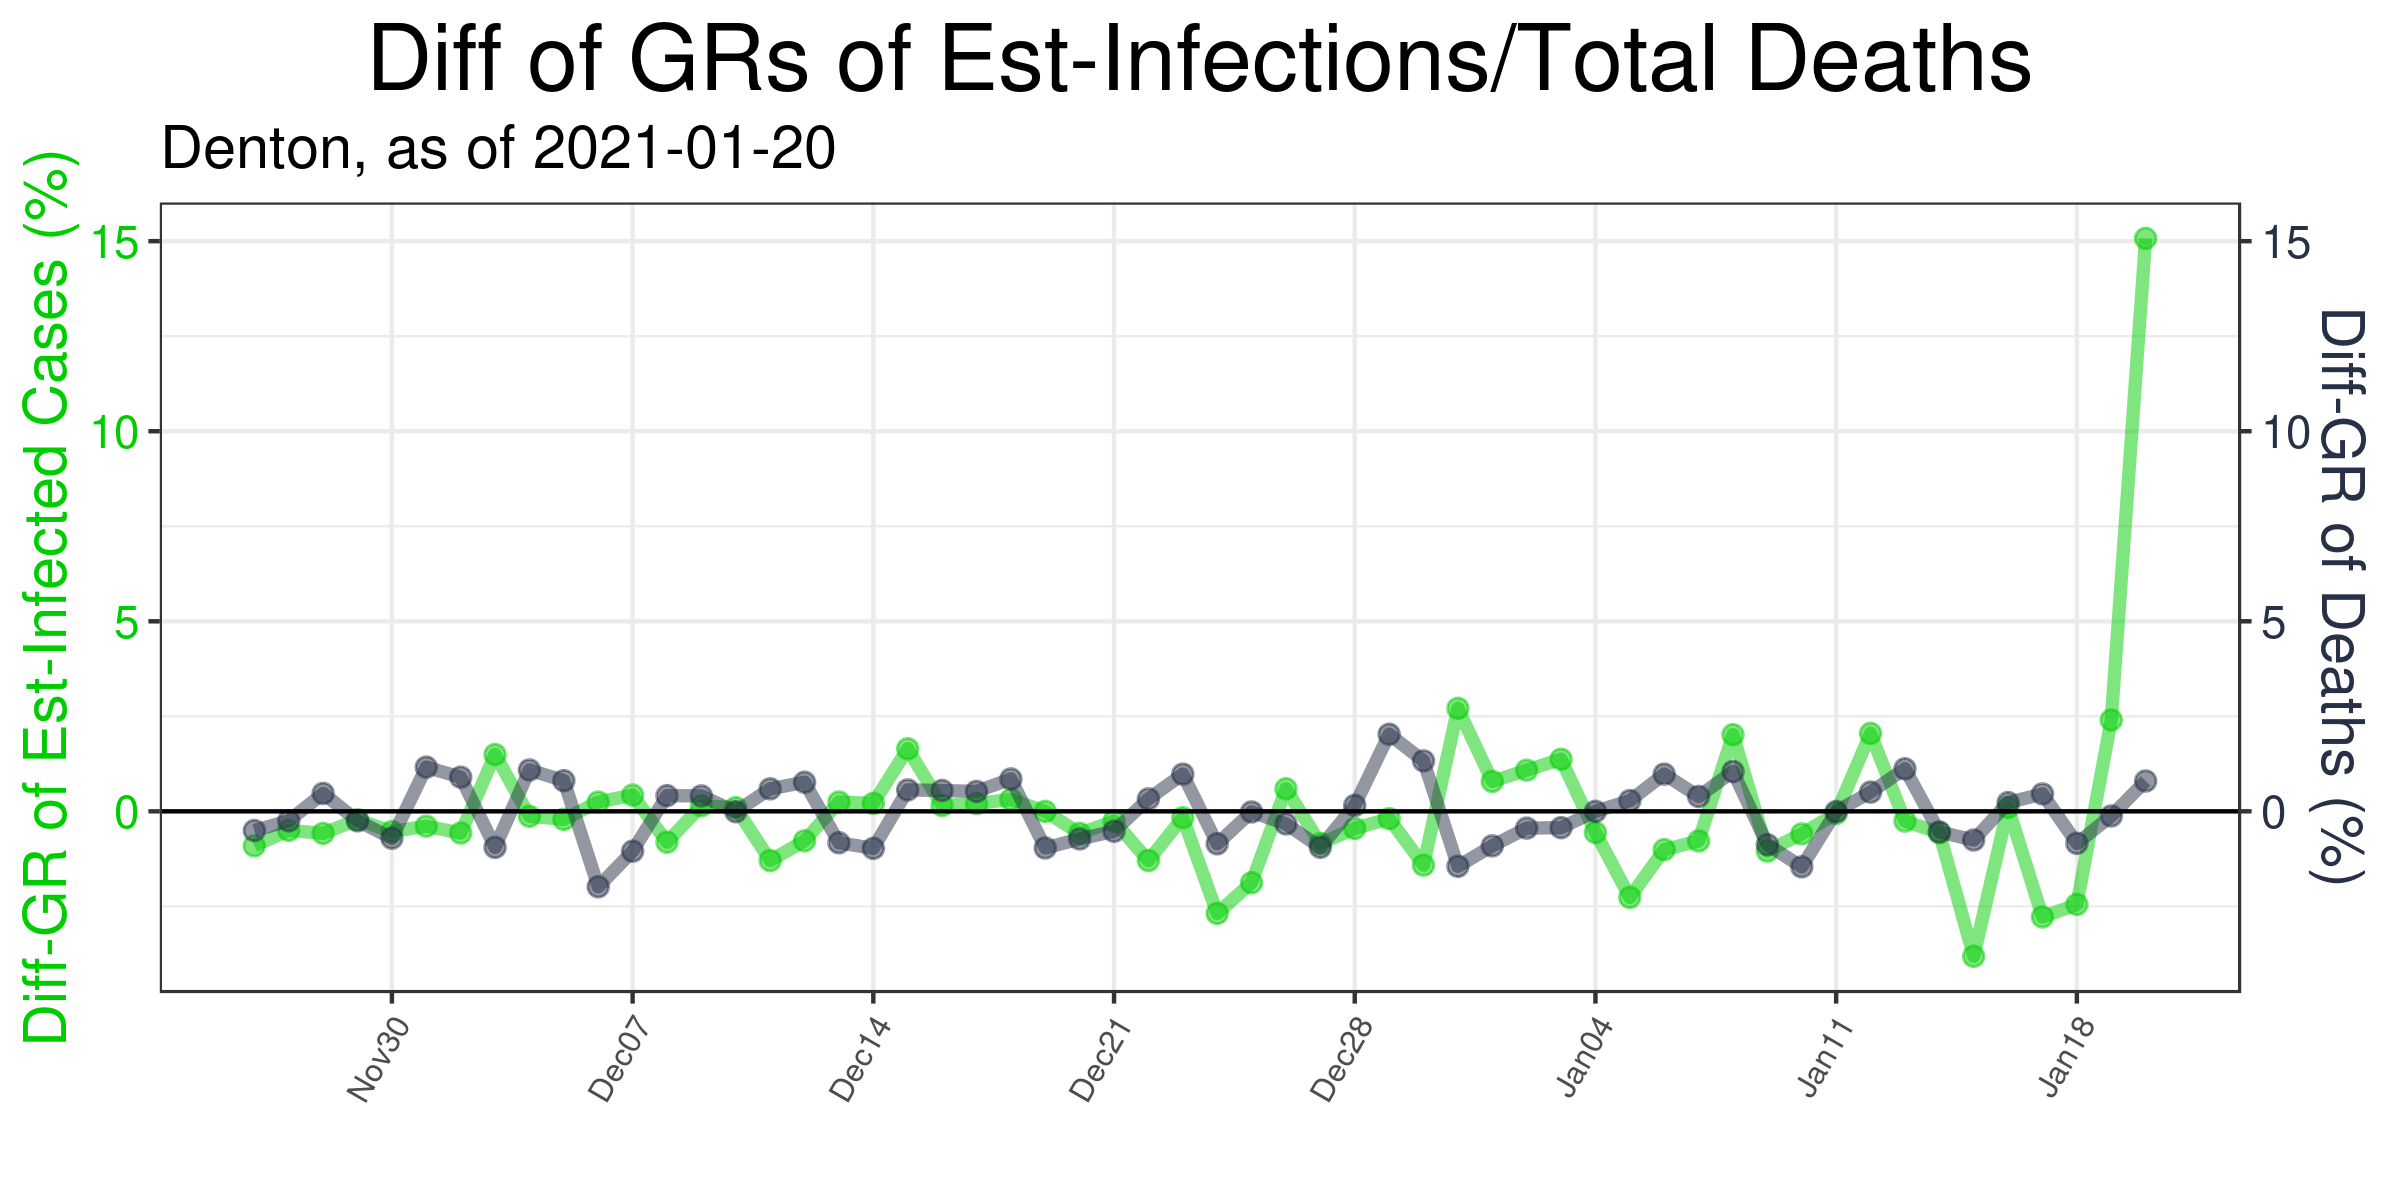 Diff of GRs of Est-Infections/Total Deaths
Denton, as of 2021-01-20
Diff-GR of Est-Infected Cases (%)
15
10
5
0
15
10
5
0
Diff-GR of Deaths (%)
Nov30
Dec07
Dec14
Dec21
Dec28
Jan04
Jan11
Jan18